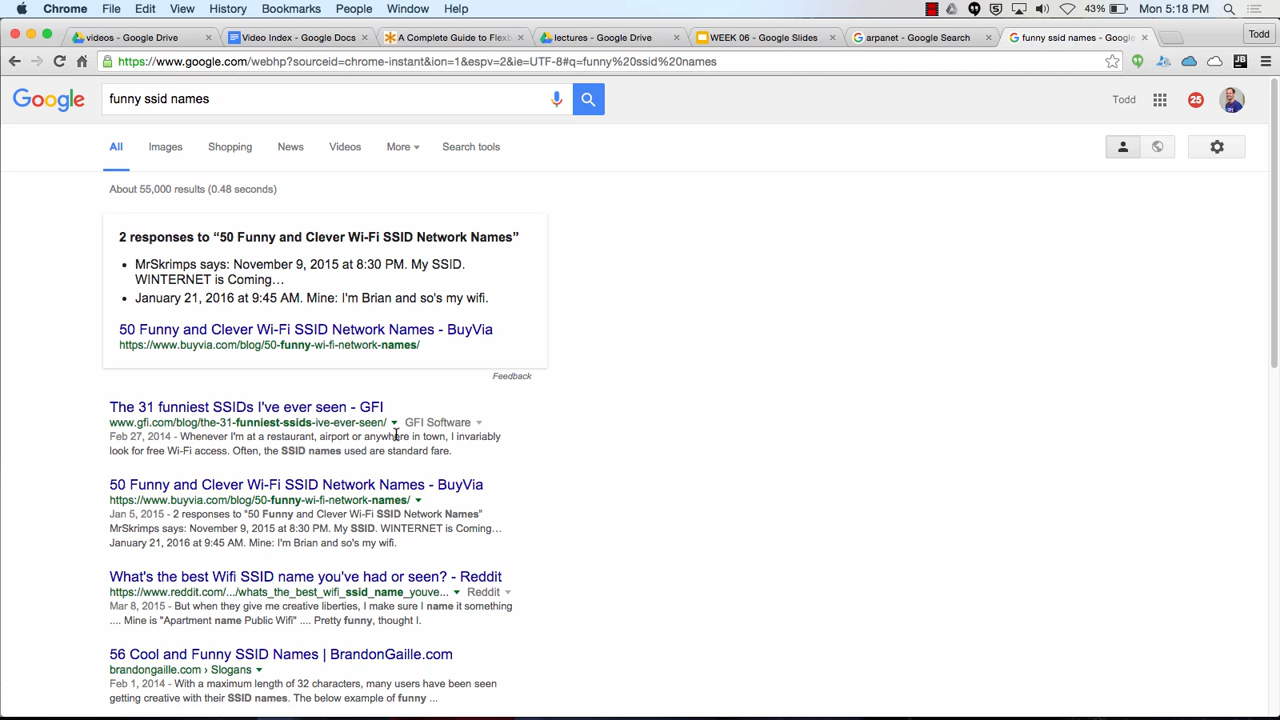 Chrome File Edit View History Bookmarks People Window Help 43% Mon 5:18 PM
videos - Google Drive Video Index - Google Docs A Complete Guide to Flexb lectures - Google Drive WEEK 06 - Google Slides arpanet - Google Search funny ssid names - Google Todd
https://www.google.com/webhp?sourceid=chrome-instant&ion=1&espv=2&ie=UTF-8#q=funny%20ssid%20names
Google funny ssid names Todd 25
All Images Shopping News Videos More Search tools
About 55,000 results (0.48 seconds)
2 responses to “50 Funny and Clever Wi-Fi SSID Network Names”
• MrSkrimps says: November 9, 2015 at 8:30 PM. My SSID.
WINTERNET is Coming…
• January 21, 2016 at 9:45 AM. Mine: I'm Brian and so's my wifi.
50 Funny and Clever Wi-Fi SSID Network Names - BuyVia
https://www.buyvia.com/blog/50-funny-wi-fi-network-names/
Feedback
The 31 funniest SSIDs I've ever seen - GFI
www.gfi.com/blog/the-31-funniest-ssids-ive-ever-seen/ GFI Software
Feb 27, 2014 - Whenever I'm at a restaurant, airport or anywhere in town, I invariably
look for free Wi-Fi access. Often, the SSID names used are standard fare.
50 Funny and Clever Wi-Fi SSID Network Names - BuyVia
https://www.buyvia.com/blog/50-funny-wi-fi-network-names/
Jan 5, 2015 - 2 responses to "50 Funny and Clever Wi-Fi SSID Network Names"
MrSkrimps says: November 9, 2015 at 8:30 PM. My SSID. WINTERNET is Coming…
January 21, 2016 at 9:45 AM. Mine: I'm Brian and so's my wifi.
What's the best Wifi SSID name you've had or seen? - Reddit
https://www.reddit.com/.../whats_the_best_wifi_ssid_name_youve... Reddit
Mar 8, 2015 - But when they give me creative liberties, I make sure I name it something
.... Mine is "Apartment name Public Wifi" .... Pretty funny, thought I.
56 Cool and Funny SSID Names | BrandonGaille.com
brandongaille.com › Slogans
Feb 1, 2014 - With a maximum length of 32 characters, many users have been seen
getting creative with their SSID names. The below example of funny ...